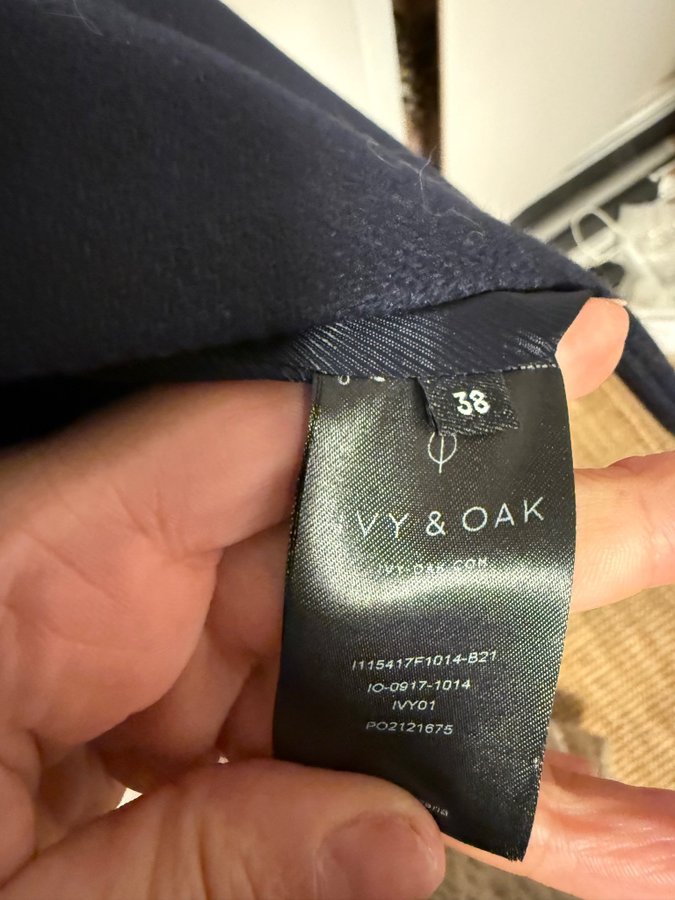 38
IVY & OAK
IVY-OAK.COM
I115417F1014-B21
IO-0917-1014
IVY01
PO2121675